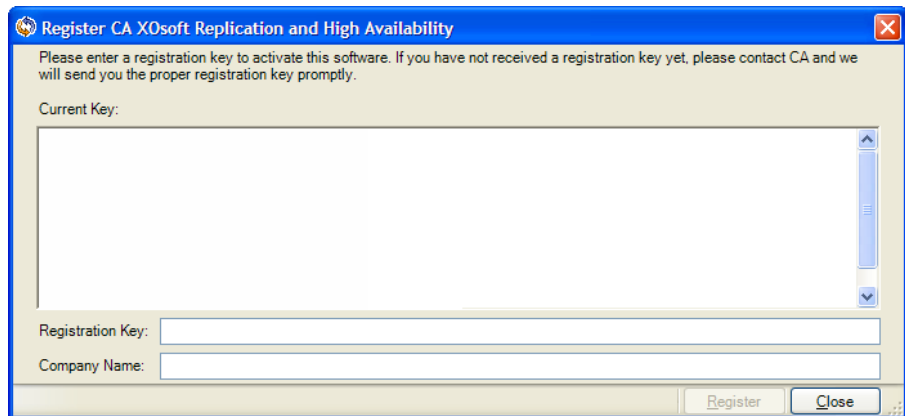 Register CA XOsoft Replication and High Availability
Please enter a registration key to activate this software. If you have not received a registration key yet, please contact CA and we
will send you the proper registration key promptly.
Current Key:
Registration Key:
Company Name:
Register Close